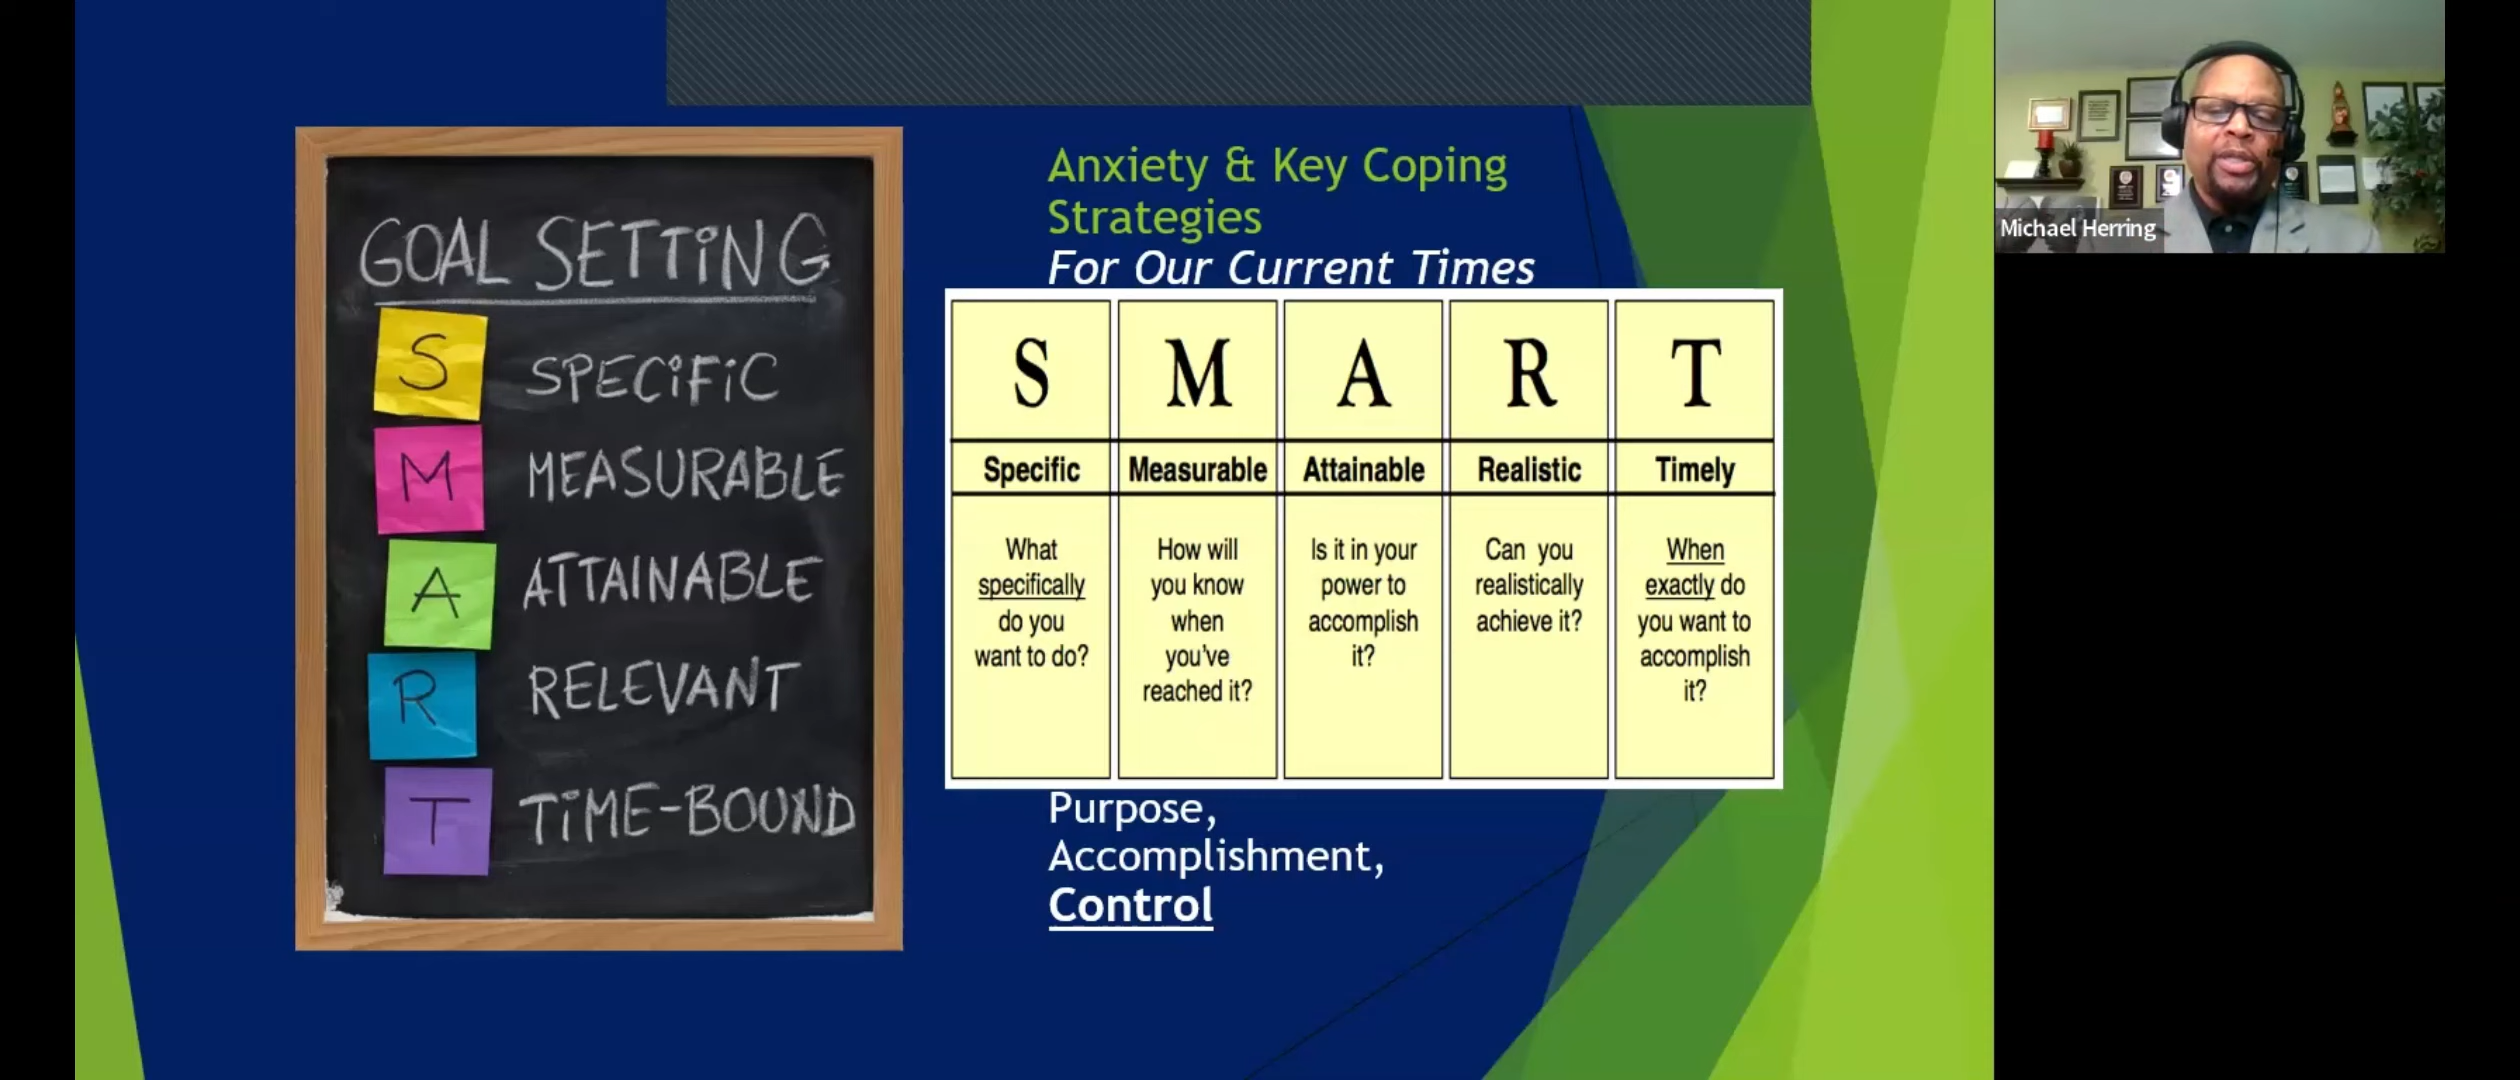 GOAL SETTING
S SPECIFIC
M MEASURABLE
A ATTAINABLE
R RELEVANT
T TIME-BOUND
Anxiety & Key Coping
Strategies
For Our Current Times
S M A R T
Specific Measurable Attainable Realistic Timely
What
specifically
do you
want to do?
How will
you know
when
you've
reached it?
Is it in your
power to
accomplish
it?
Can you
realistically
achieve it?
When
exactly do
you want to
accomplish
it?
Purpose,
Accomplishment,
Control
Michael Herring